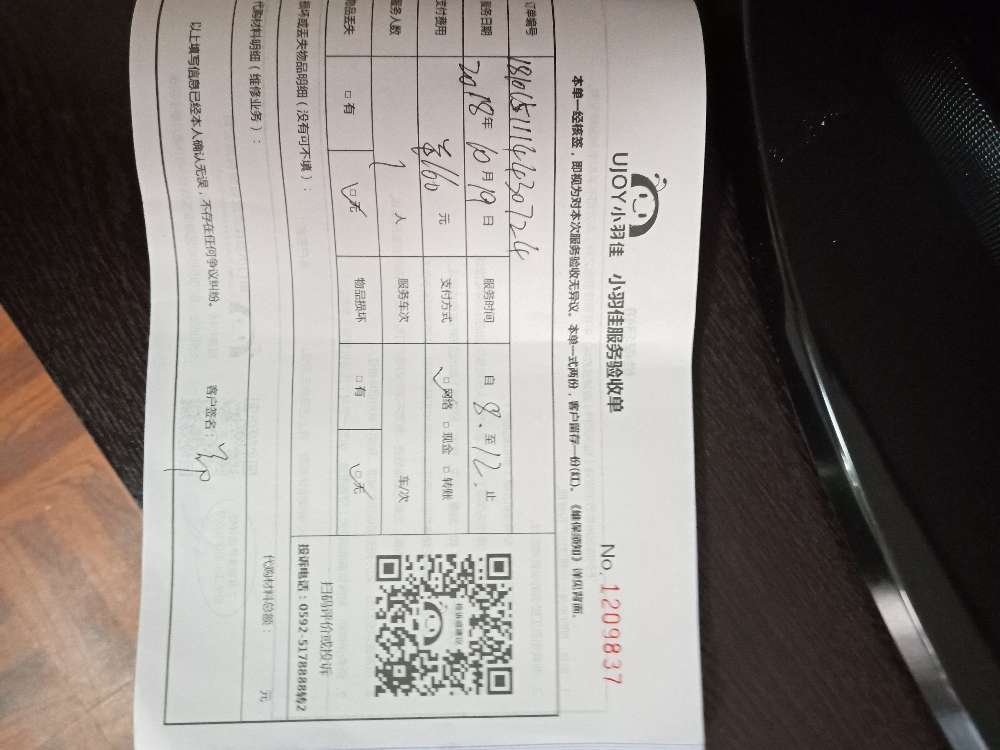 UJOY小羽佳 小羽佳服务验收单
No. 1209837
本单一经核签，即视为对本次服务验收无异议。本单一式两份，客户留存一份(红)。《维保须知》详见背面。
订单编号
服务日期 2018年10月19日 服务时间 自 8. 至 12. 止
支付费用 160 元 支付方式 □网络 □现金 □转账
服务人数 1 人 服务车次 车/次
物品丢失 □有 □无 物品损坏 □有 □无
损坏或丢失物品明细（没有可不填）：
投诉或建议
扫码评价或投诉
投诉电话：0592-5178888转2
代购材料明细（维修业务）： 代购材料总额： 元
以上填写信息已经本人确认无误，不存在任何争议纠纷。 客户签名：